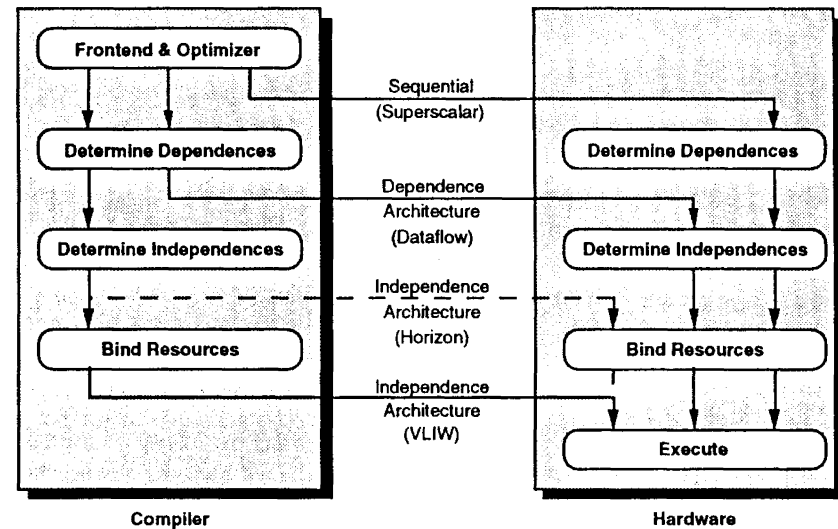 Frontend & Optimizer
Sequential
(Superscalar)
Determine Dependences
Determine Dependences
Dependence
Architecture
(Dataflow)
Determine Independences
Determine Independences
Independence
Architecture
(Horizon)
Bind Resources
Bind Resources
Independence
Architecture
(VLIW)
Execute
Compiler
Hardware